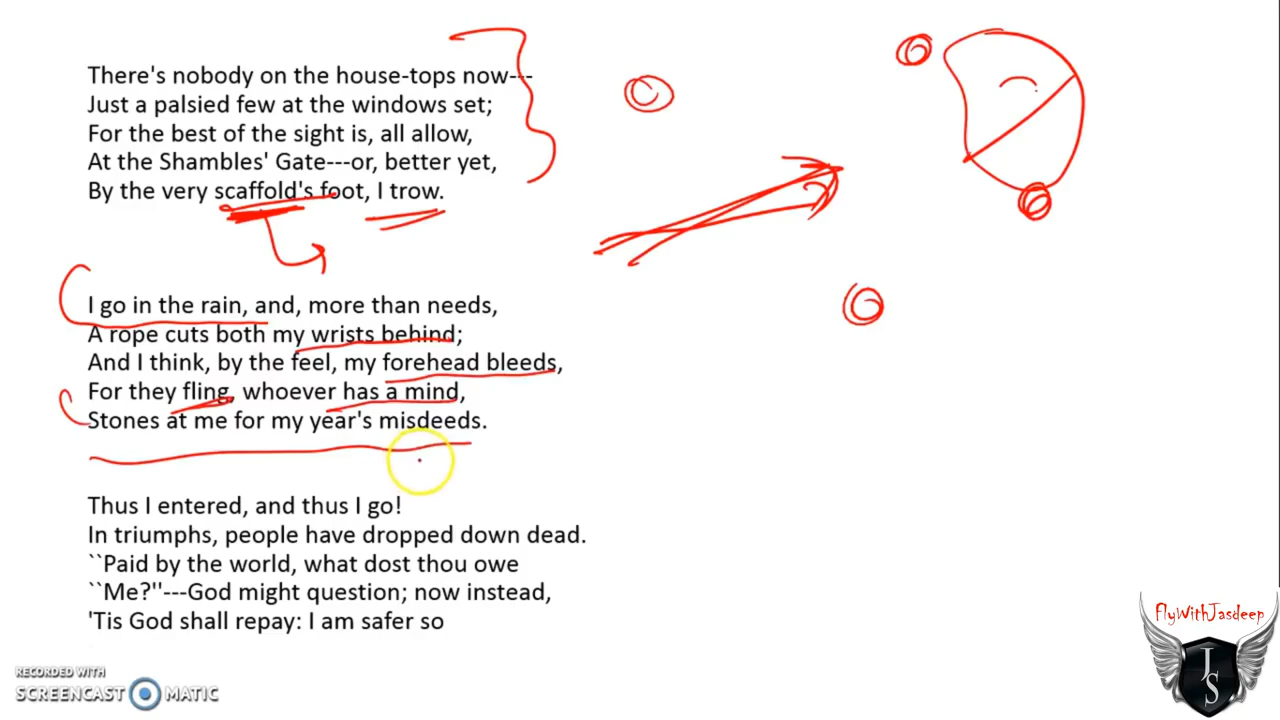 There's nobody on the house-tops now---
Just a palsied few at the windows set;
For the best of the sight is, all allow,
At the Shambles' Gate---or, better yet,
By the very scaffold's foot, I trow.
I go in the rain, and, more than needs,
A rope cuts both my wrists behind;
And I think, by the feel, my forehead bleeds,
For they fling, whoever has a mind,
Stones at me for my year's misdeeds.
Thus I entered, and thus I go!
In triumphs, people have dropped down dead.
``Paid by the world, what dost thou owe
``Me?''---God might question; now instead,
'Tis God shall repay: I am safer so
FlyWithJasdeep
JS
RECORDED WITH
SCREENCAST MATIC